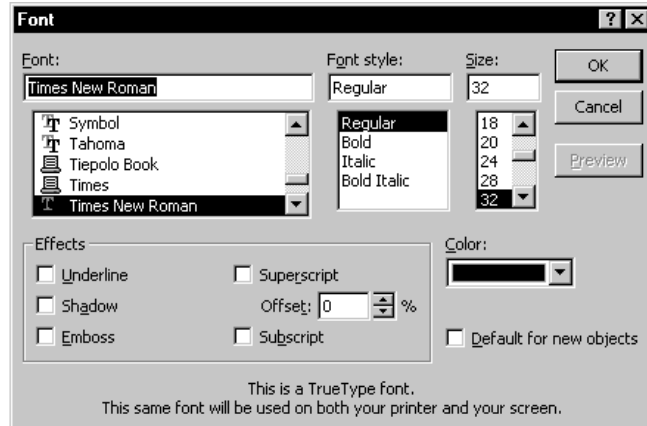 Font
Font: Font style: Size:
Times New Roman Regular 32 OK
Symbol Regular 18 Cancel
Tahoma Bold 20
Tiepolo Book Italic 24 Preview
Times Bold Italic 28
Times New Roman 32
Effects Color:
Underline Superscript
Shadow Offset: 0 %
Emboss Subscript Default for new objects
This is a TrueType font.
This same font will be used on both your printer and your screen.